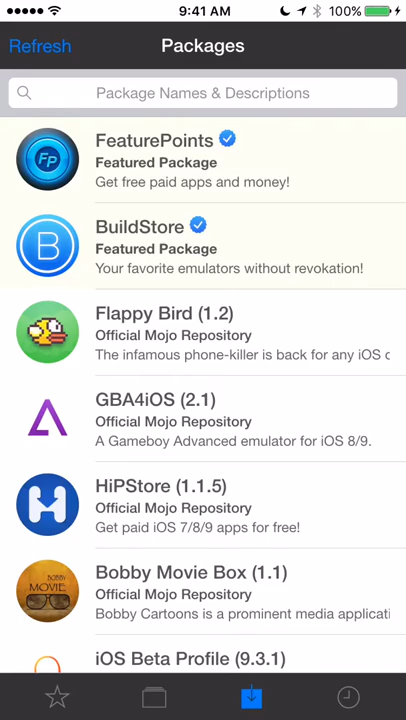 9:41 AM
100%
Refresh
Packages
Package Names & Descriptions
FP
FeaturePoints
Featured Package
Get free paid apps and money!
B
BuildStore
Featured Package
Your favorite emulators without revokation!
Flappy Bird (1.2)
Official Mojo Repository
The infamous phone-killer is back for any iOS
GBA4iOS (2.1)
Official Mojo Repository
A Gameboy Advanced emulator for iOS 8/9.
H
HiPStore (1.1.5)
Official Mojo Repository
Get paid iOS 7/8/9 apps for free!
BOBBY
MOVIE
Bobby Movie Box (1.1)
Official Mojo Repository
Bobby Cartoons is a prominent media applicati
iOS Beta Profile (9.3.1)